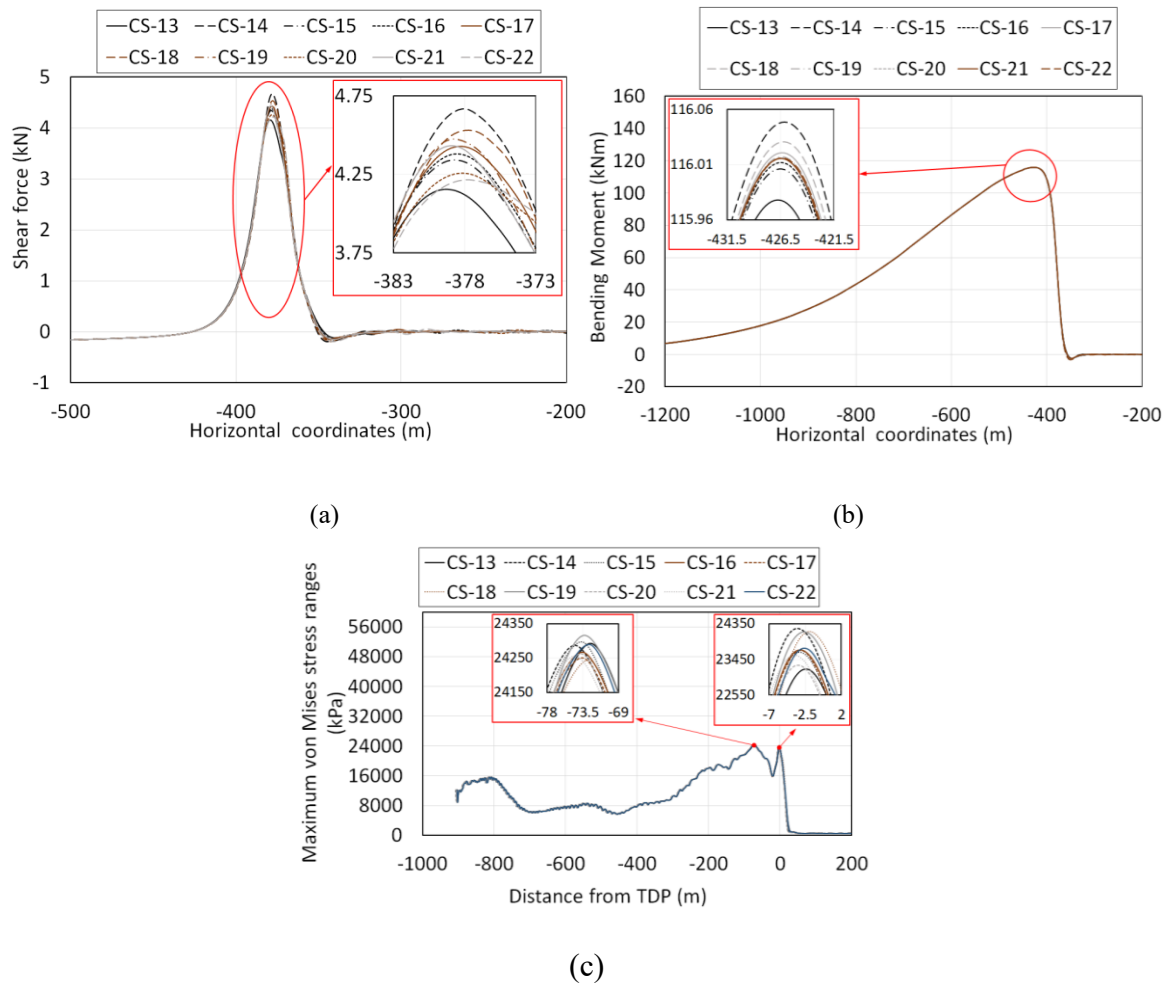 CS-13 CS-14 CS-15 CS-16 CS-17
CS-18 CS-19 CS-20 CS-21 CS-22
5
4
3
2
1
0
-1
Shear force (kN)
4.75
4.25
3.75
-383 -378 -373
-500 -400 -300 -200
Horizontal coordinates (m)
(a)
CS-13 CS-14 CS-15 CS-16 CS-17
CS-18 CS-19 CS-20 CS-21 CS-22
160
140
120
100
80
60
40
20
0
-20
Bending Moment (kNm)
116.06
116.01
115.96
-431.5 -426.5 -421.5
-1200 -1000 -800 -600 -400 -200
Horizontal coordinates (m)
(b)
CS-13 CS-14 CS-15 CS-16 CS-17
CS-18 CS-19 CS-20 CS-21 CS-22
Maximum von Mises stress ranges
(kPa)
56000
48000
40000
32000
24000
16000
8000
0
24350
24250
24150
-78 -73.5 -69
24350
23450
22550
-7 -2.5 2
-1000 -800 -600 -400 -200 0 200
Distance from TDP (m)
(c)